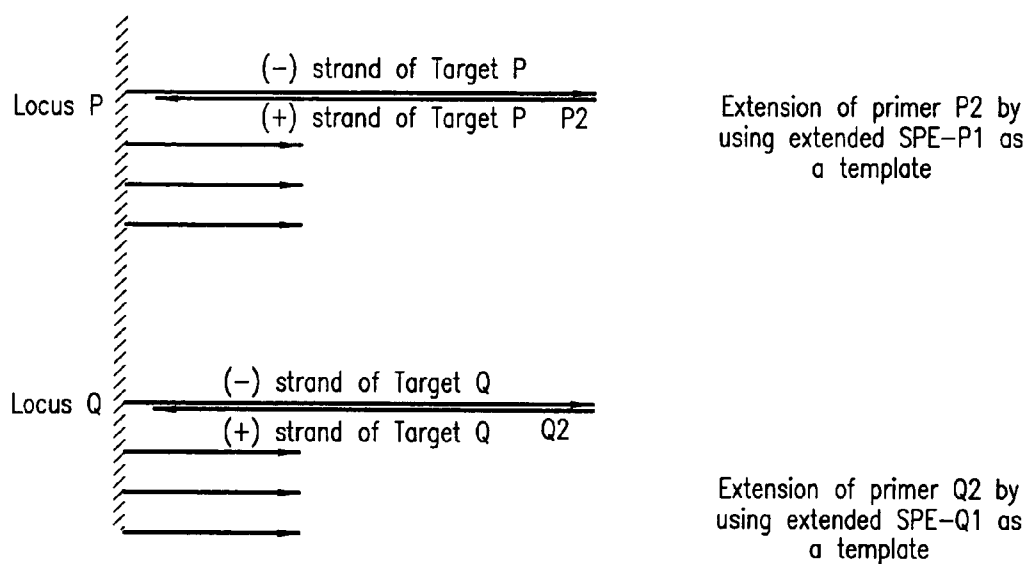 (-) strand of Target P
Locus P
(+) strand of Target P P2
Extension of primer P2 by
using extended SPE-P1 as
a template
(-) strand of Target Q
Locus Q
(+) strand of Target Q Q2
Extension of primer Q2 by
using extended SPE-Q1 as
a template